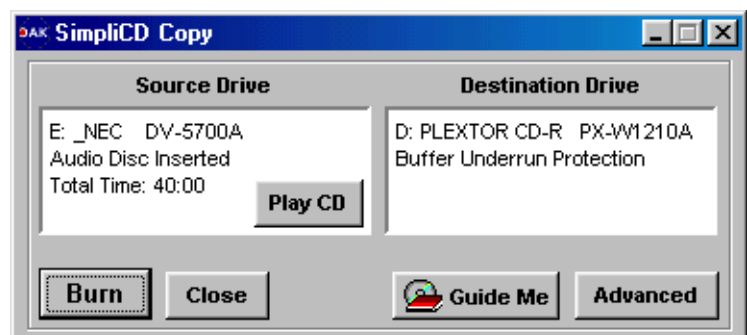 DAK SimpliCD Copy
Source Drive
E: _NEC DV-5700A
Audio Disc Inserted
Total Time: 40:00
Play CD
Destination Drive
D: PLEXTOR CD-R PX-W1210A
Buffer Underrun Protection
Burn
Close
Guide Me
Advanced